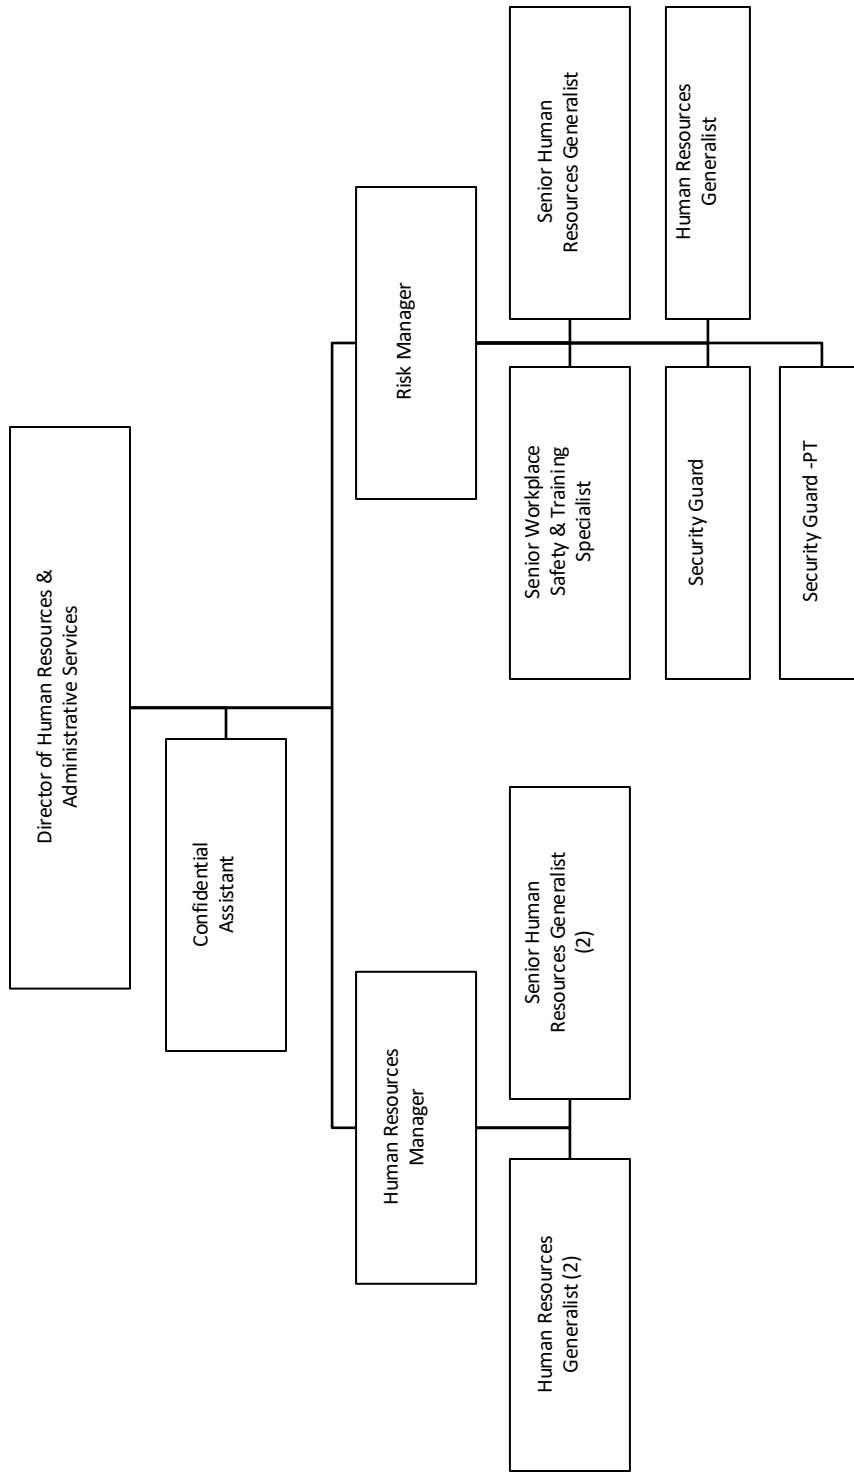 Director of Human Resources &
Administrative Services
Confidential
Assistant
Human Resources
Manager
Risk Manager
Human Resources
Generalist (2)
Senior Human
Resources Generalist
(2)
Senior Workplace
Safety & Training
Specialist
Senior Human
Resources Generalist
Security Guard
Human Resources
Generalist
Security Guard -PT